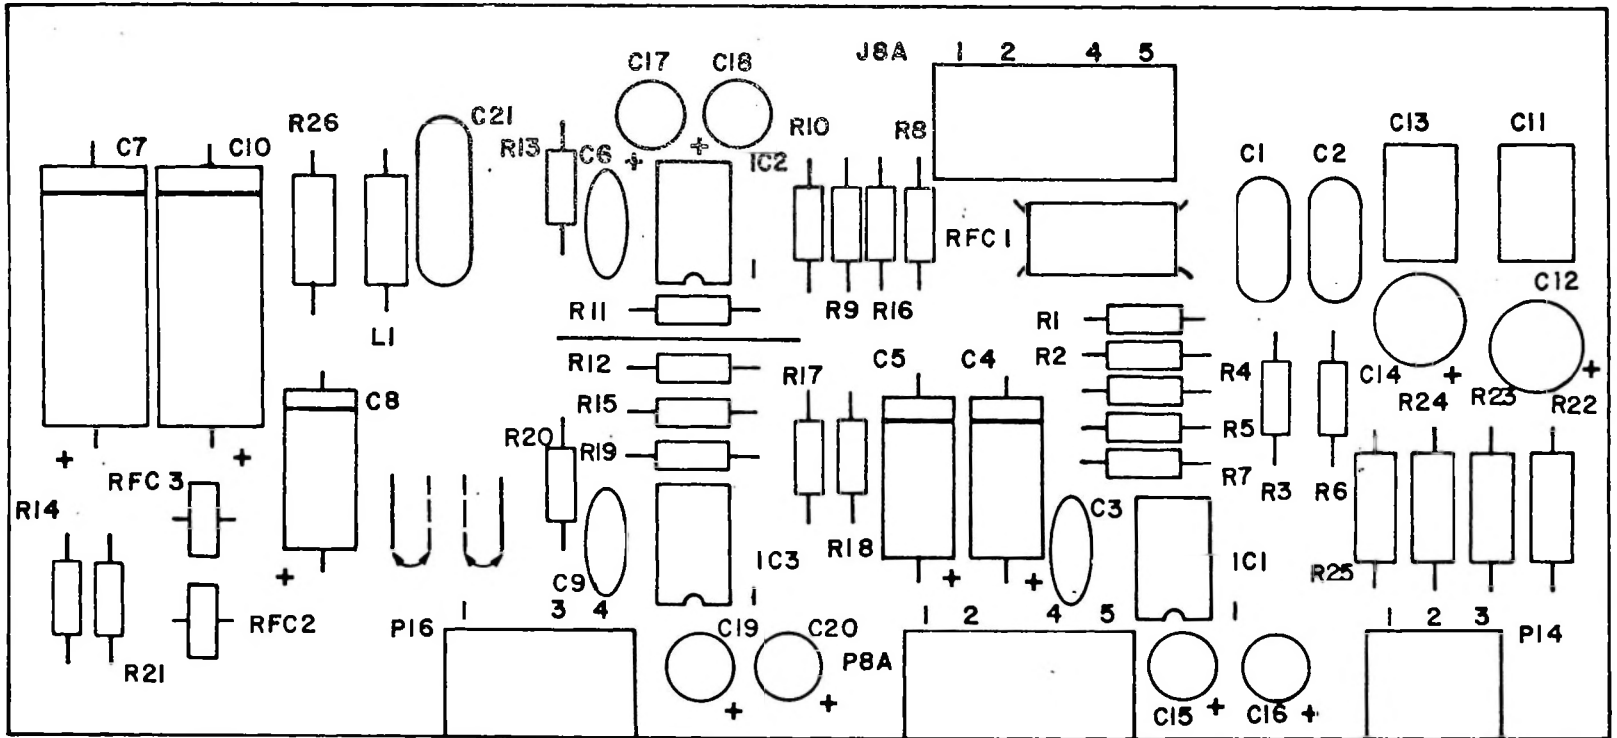 J8A 1 2 4 5
C17 C18
C7 C10 R26 C21 R13 C6 + + IC2 R10 R8 C1 C2 C13 C11
RFC1
1
R11 R9 R16 C12
L1 R1
R12 C5 C4 R2 R4 C14 + +
C8 R15 R17 R24 R23 R22
+ + R20 R19 R5
RFC3 R7 R3 R6
R14 C3
R18
+ C9 IC3 + + IC1 R25
1 3 4 1 1 2 4 5 1 1 2 3
RFC2 P16 C19 C20 P8A P14
R21
+ + C15 + C16 +